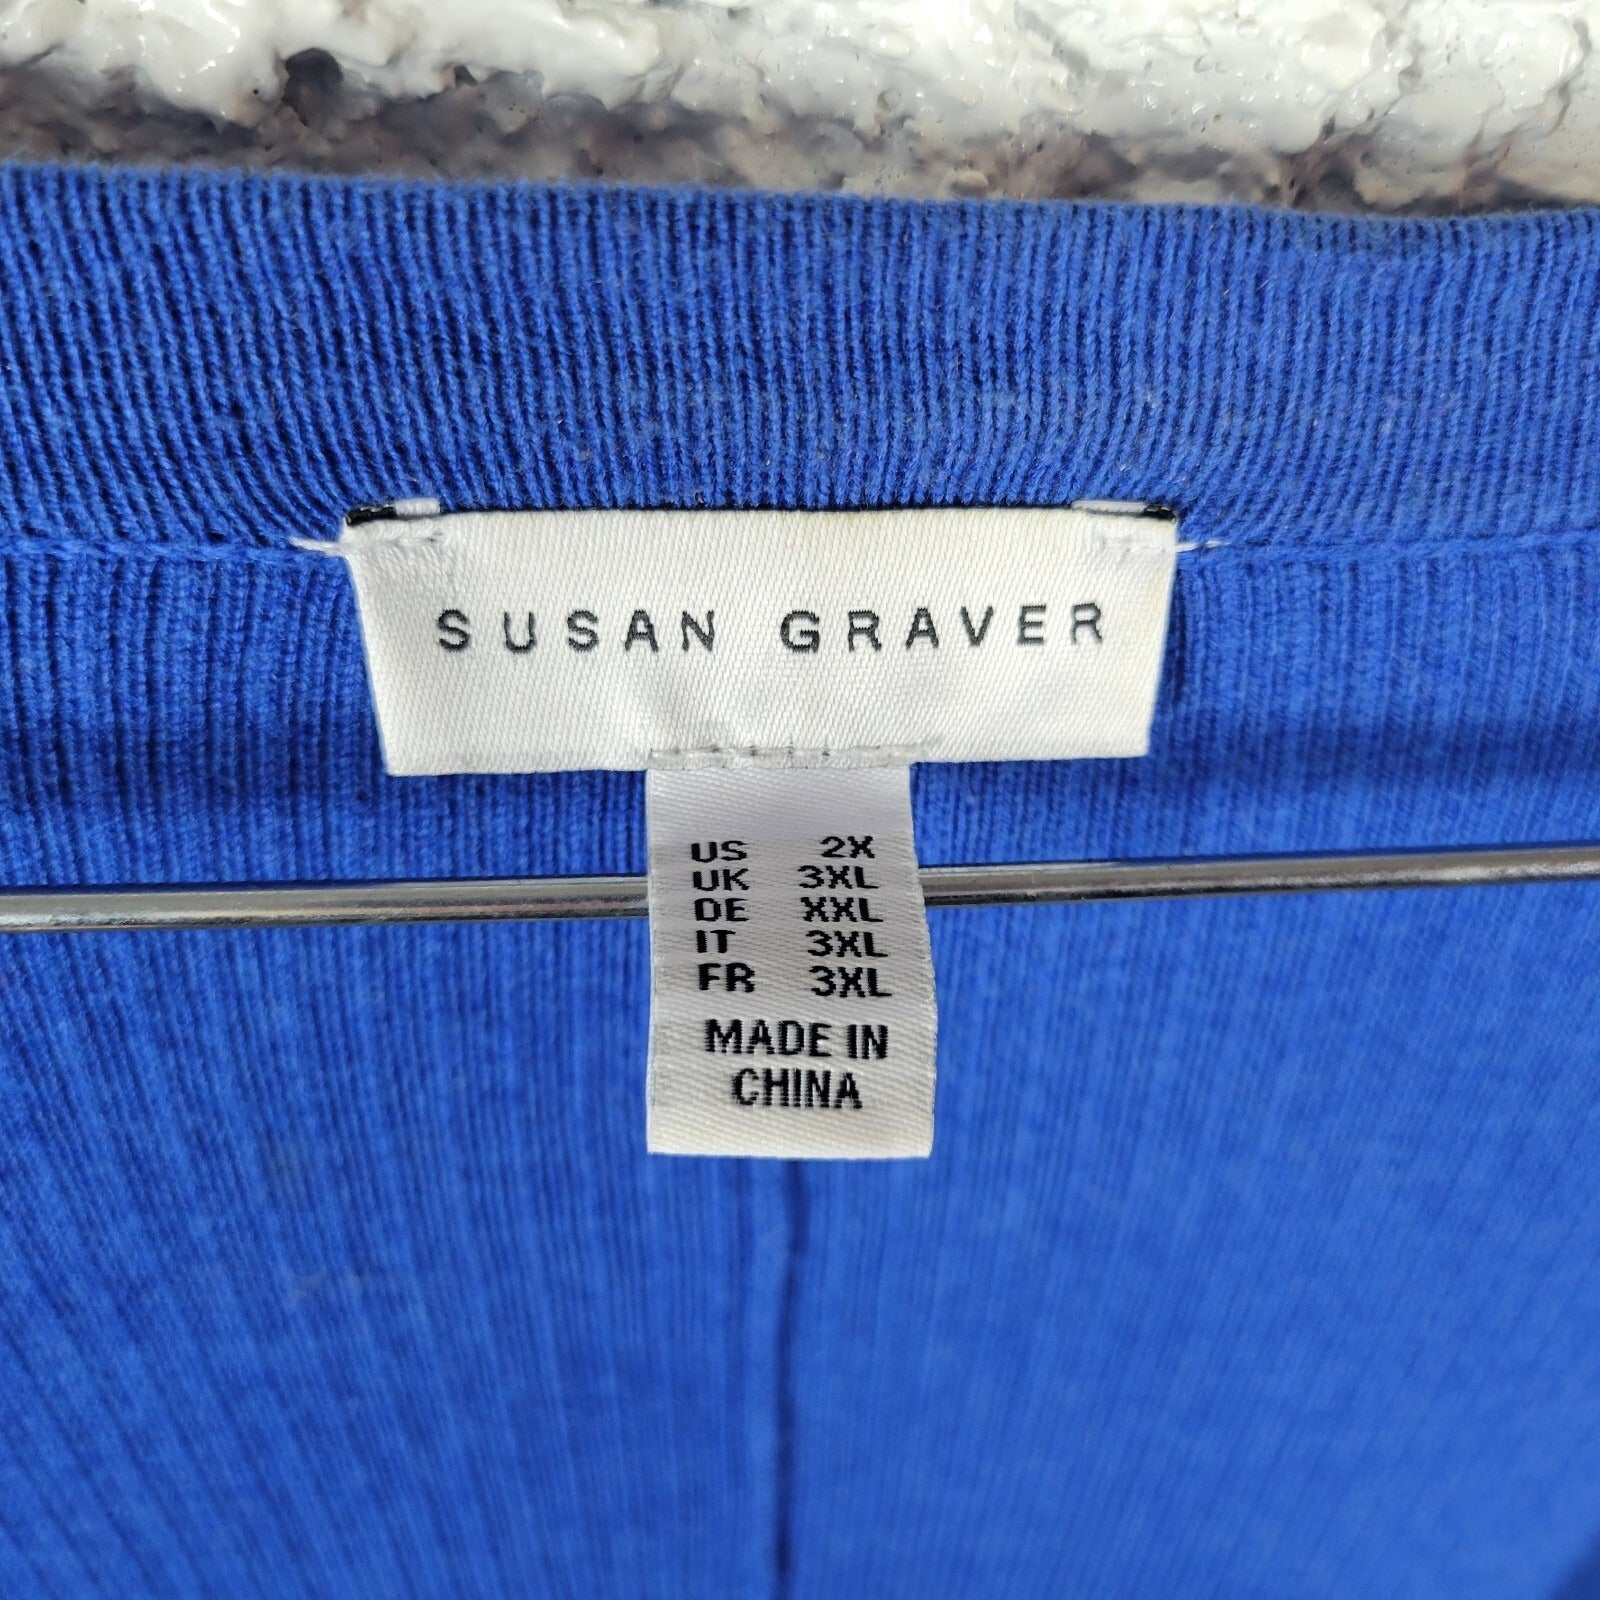 SUSAN GRAVER
US 2X
UK 3XL
DE XXL
IT 3XL
FR 3XL
MADE IN
CHINA